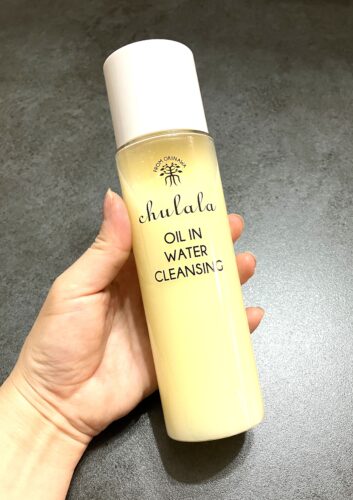 FROM OKINAWA
chulala
OIL IN
WATER
CLEANSING